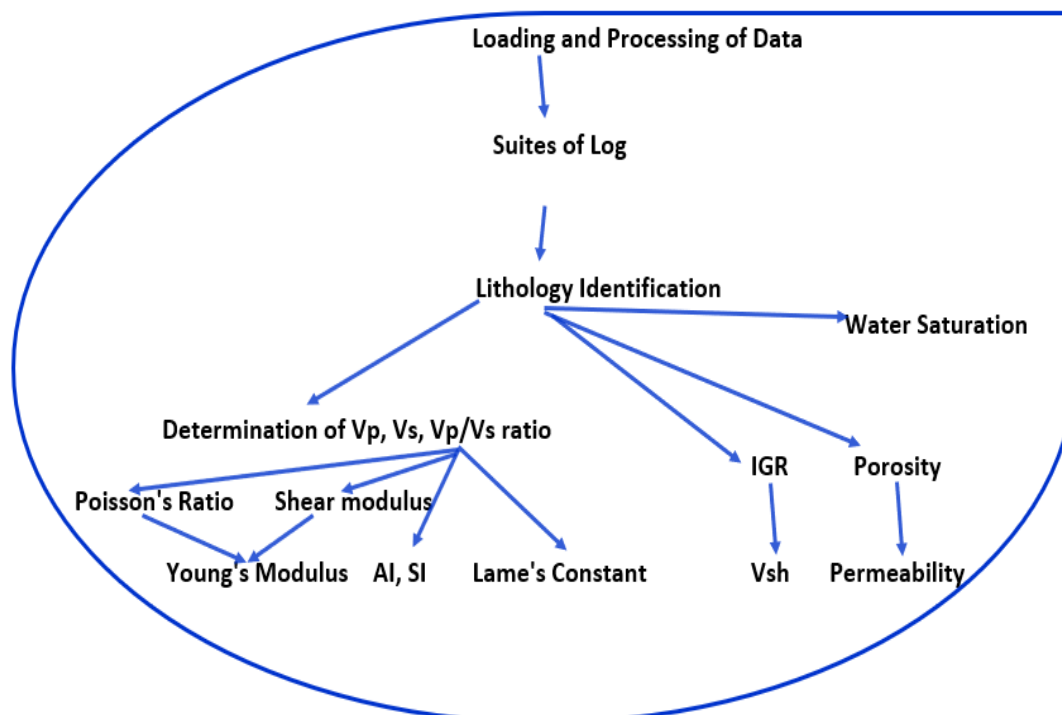 Loading and Processing of Data
Suites of Log
Lithology Identification
Water Saturation
Determination of Vp, Vs, Vp/Vs ratio
IGR
Porosity
Poisson's Ratio
Shear modulus
Young's Modulus
AI, SI
Lame's Constant
Vsh
Permeability